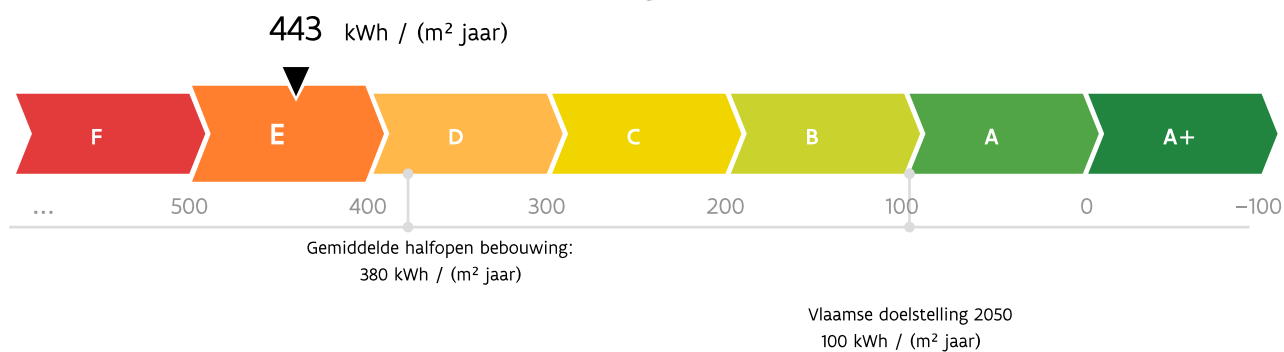 443 kWh / (m² jaar)
F E D C B A A+
... 500 400 300 200 100 0 −100
Gemiddelde halfopen bebouwing:
380 kWh / (m² jaar)
Vlaamse doelstelling 2050
100 kWh / (m² jaar)